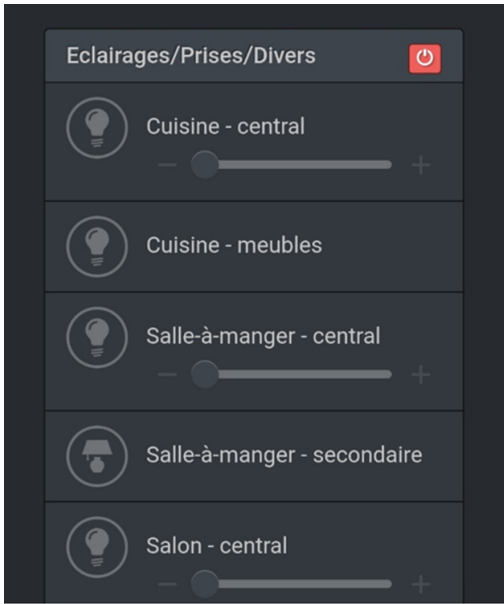 Eclairages/Prises/Divers
Cuisine - central
Cuisine - meubles
Salle-à-manger - central
Salle-à-manger - secondaire
Salon - central